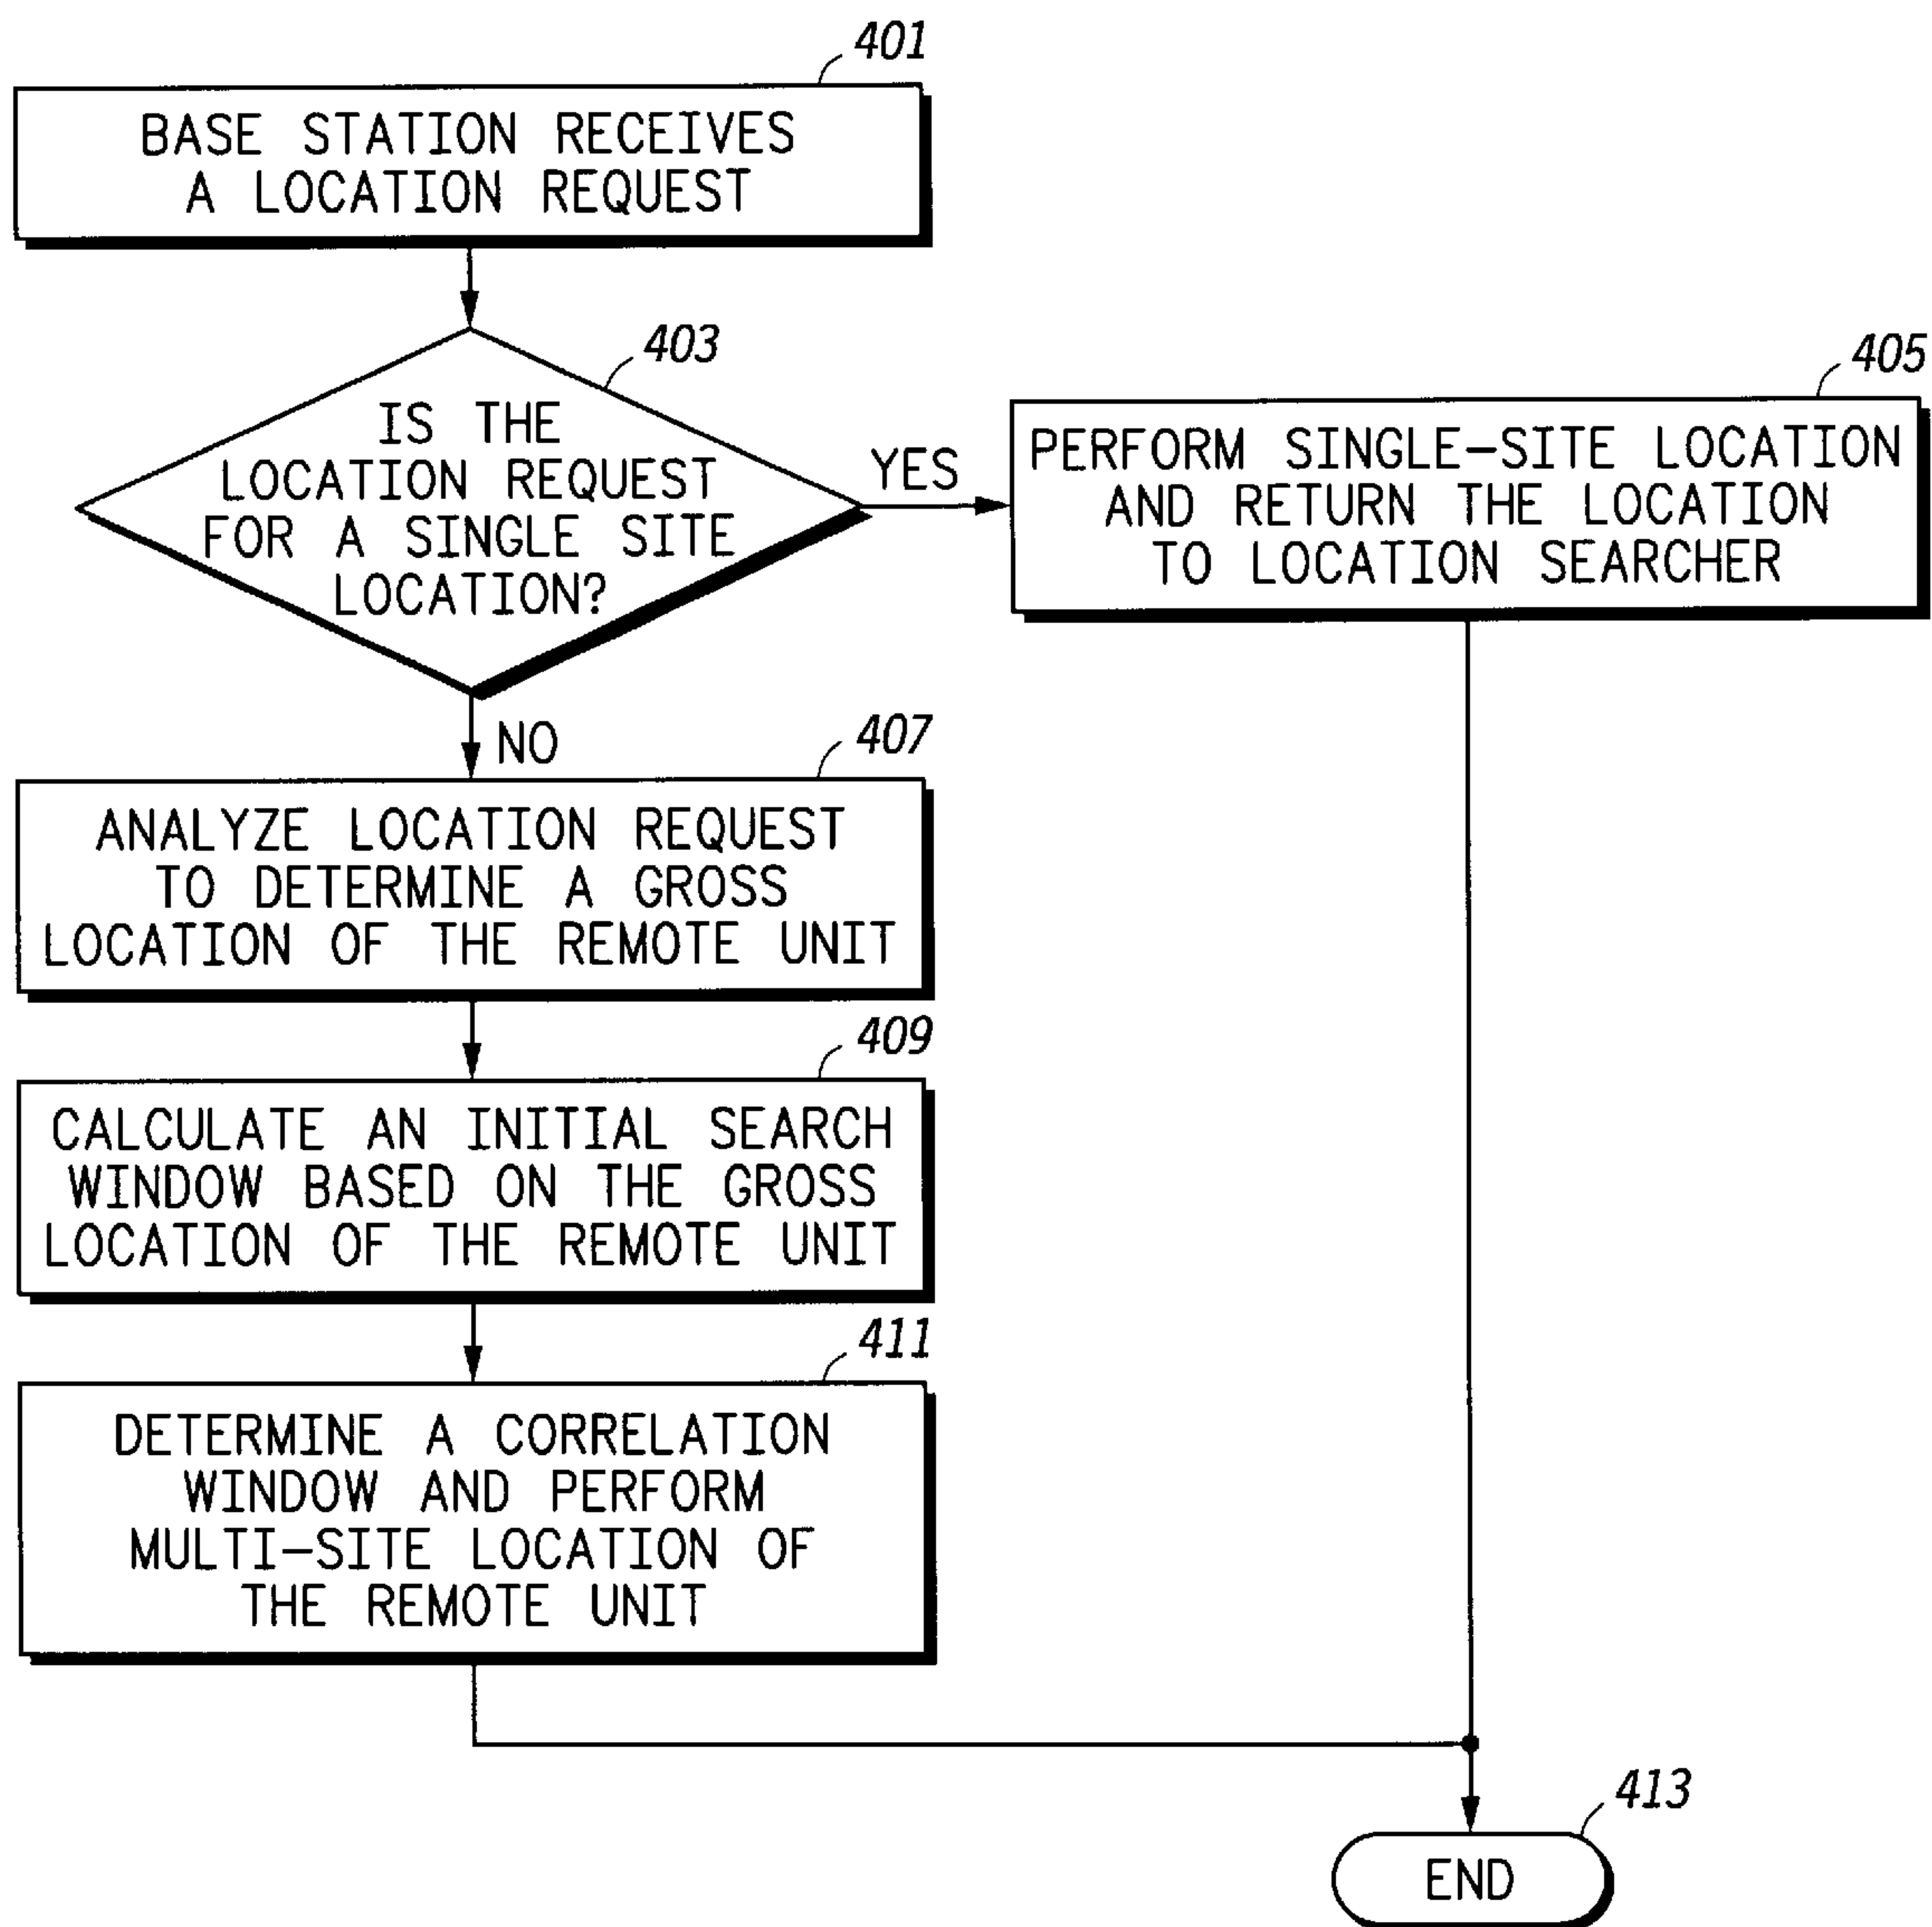 401
BASE STATION RECEIVES
A LOCATION REQUEST
403
IS THE
LOCATION REQUEST
FOR A SINGLE SITE
LOCATION?
YES
405
PERFORM SINGLE-SITE LOCATION
AND RETURN THE LOCATION
TO LOCATION SEARCHER
NO
407
ANALYZE LOCATION REQUEST
TO DETERMINE A GROSS
LOCATION OF THE REMOTE UNIT
409
CALCULATE AN INITIAL SEARCH
WINDOW BASED ON THE GROSS
LOCATION OF THE REMOTE UNIT
411
DETERMINE A CORRELATION
WINDOW AND PERFORM
MULTI-SITE LOCATION OF
THE REMOTE UNIT
413
END